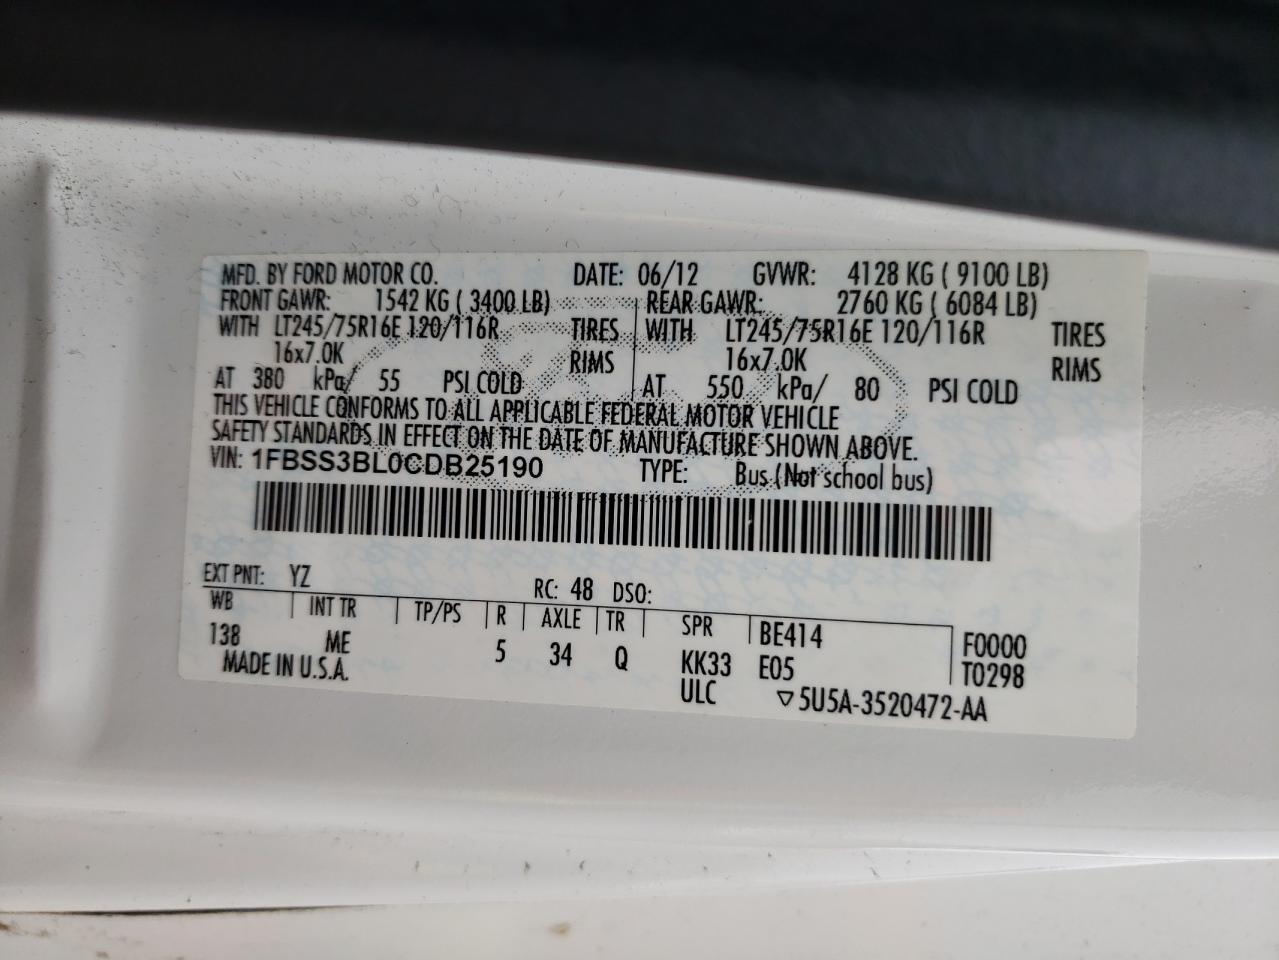 MFD. BY FORD MOTOR CO. DATE: 06/12 GVWR: 4128 KG ( 9100 LB)
FRONT GAWR: 1542 KG ( 3400 LB) REAR GAWR: 2760 KG ( 6084 LB)
WITH LT245/75R16E 120/116R TIRES WITH LT245/75R16E 120/116R TIRES
16x7.0K RIMS 16x7.0K RIMS
AT 380 kPa/ 55 PSI COLD AT 550 kPa/ 80 PSI COLD
THIS VEHICLE CONFORMS TO ALL APPLICABLE FEDERAL MOTOR VEHICLE
SAFETY STANDARDS IN EFFECT ON THE DATE OF MANUFACTURE SHOWN ABOVE.
VIN: 1FBSS3BL0CDB25190 TYPE: Bus (Not school bus)
EXT PNT: YZ RC: 48 DSO:
WB INT TR TP/PS R AXLE TR SPR BE414 F0000
138 ME 5 34 Q KK33 E05 T0298
MADE IN U.S.A. ULC ▽5U5A-3520472-AA